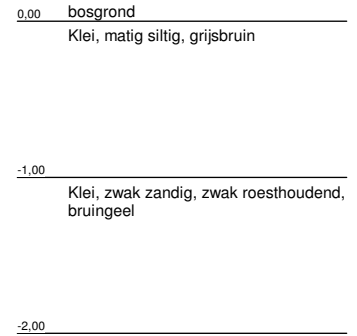 0,00 bosgrond
Klei, matig siltig, grijsbruin
-1,00
Klei, zwak zandig, zwak roesthoudend,
bruingeel
-2,00